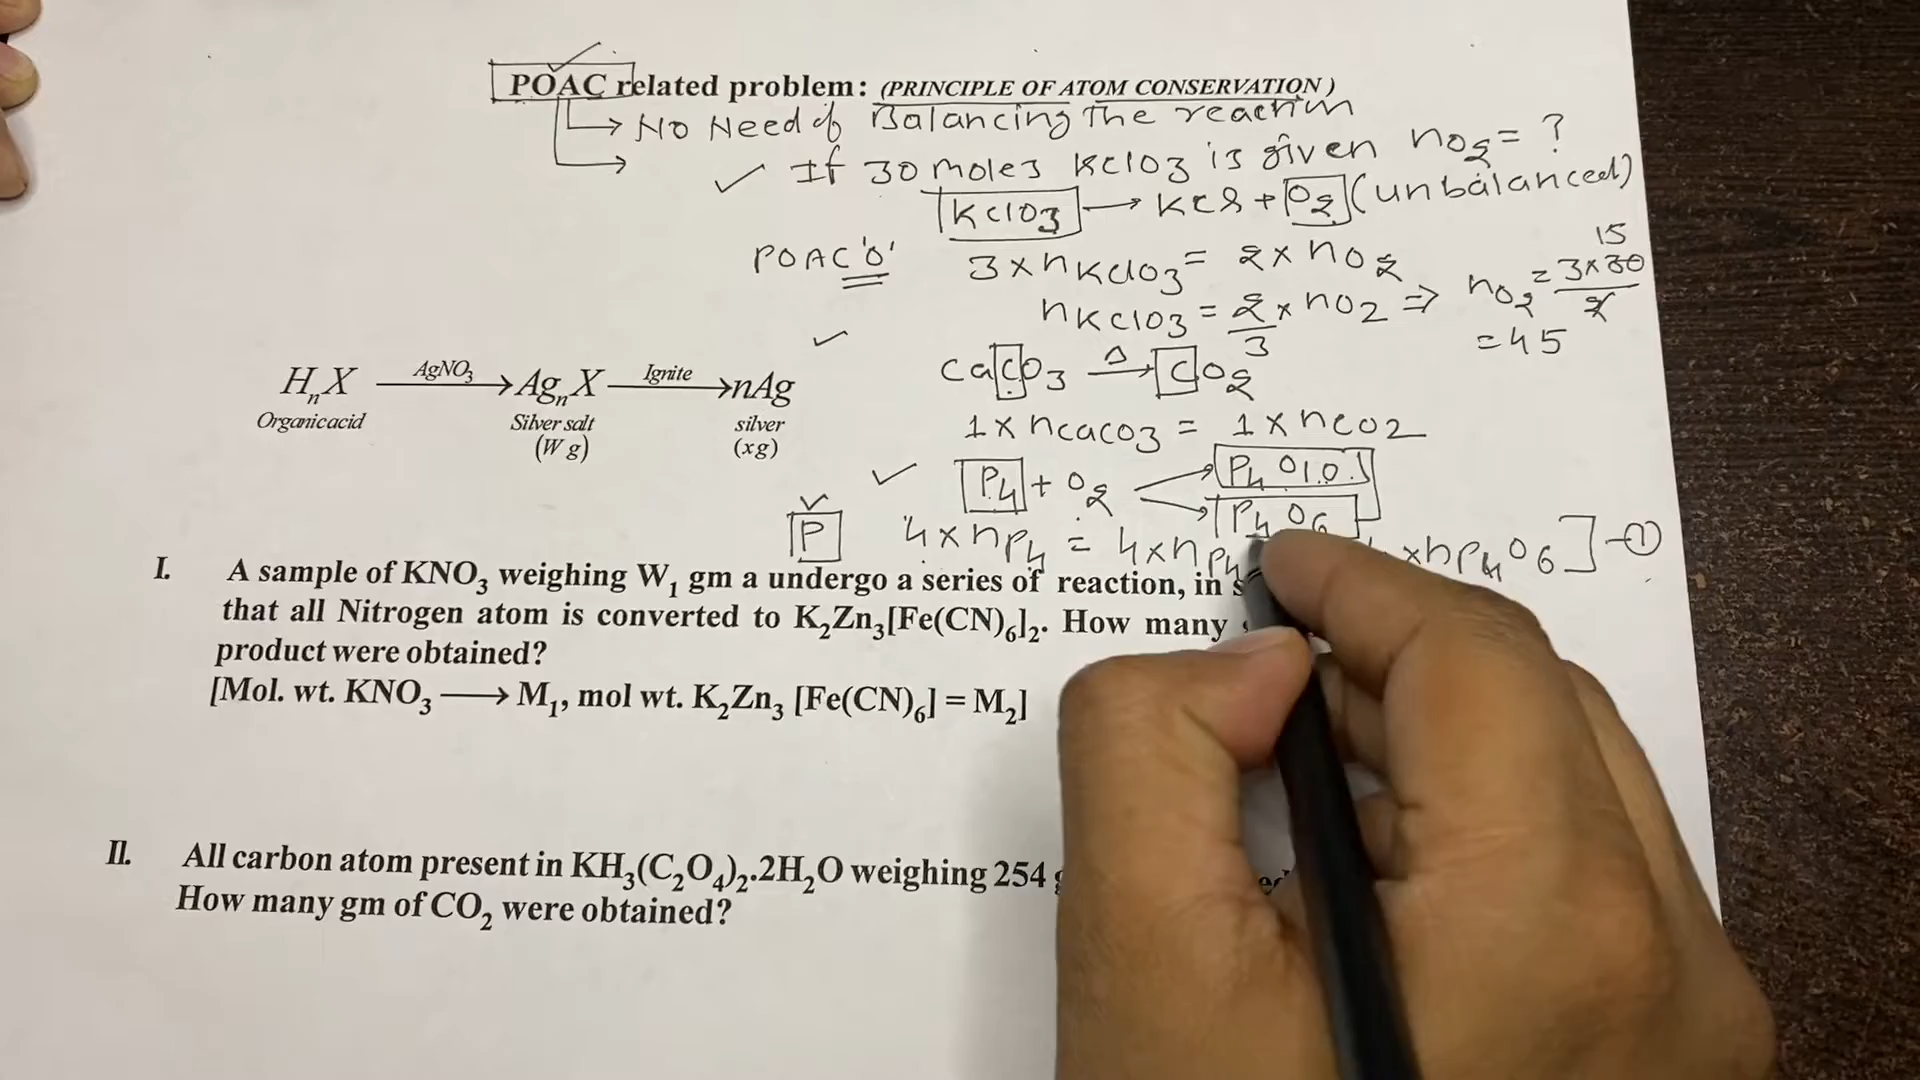 POAC related problem: (PRINCIPLE OF ATOM CONSERVATION)
No Need of Balancing The reaction
If 30 moles KClO3 is given nO2 = ?
KClO3 → KCl + O2 (unbalanced)
POAC 'O' 3 × nKClO3 = 2 × nO2
nKClO3 = 2/3 × nO2 ⇒ nO2 = 3×30/2 15
= 45
CaCO3 Δ→ CO2
HnX AgNO3→ AgnX Ignite→ nAg
Organic acid Silver salt silver
(W g) (xg)
1 × nCaCO3 = 1 × nCO2
P4 + O2 P4O10
P4O6
P 4 × nP4 = 4 × nP4 × nP4O6 ] - ①
I. A sample of KNO3 weighing W1 gm a undergo a series of reaction, in
that all Nitrogen atom is converted to K2Zn3[Fe(CN)6]2. How many
product were obtained?
[Mol. wt. KNO3 → M1, mol wt. K2Zn3 [Fe(CN)6] = M2]
II. All carbon atom present in KH3(C2O4)2.2H2O weighing 254
How many gm of CO2 were obtained?